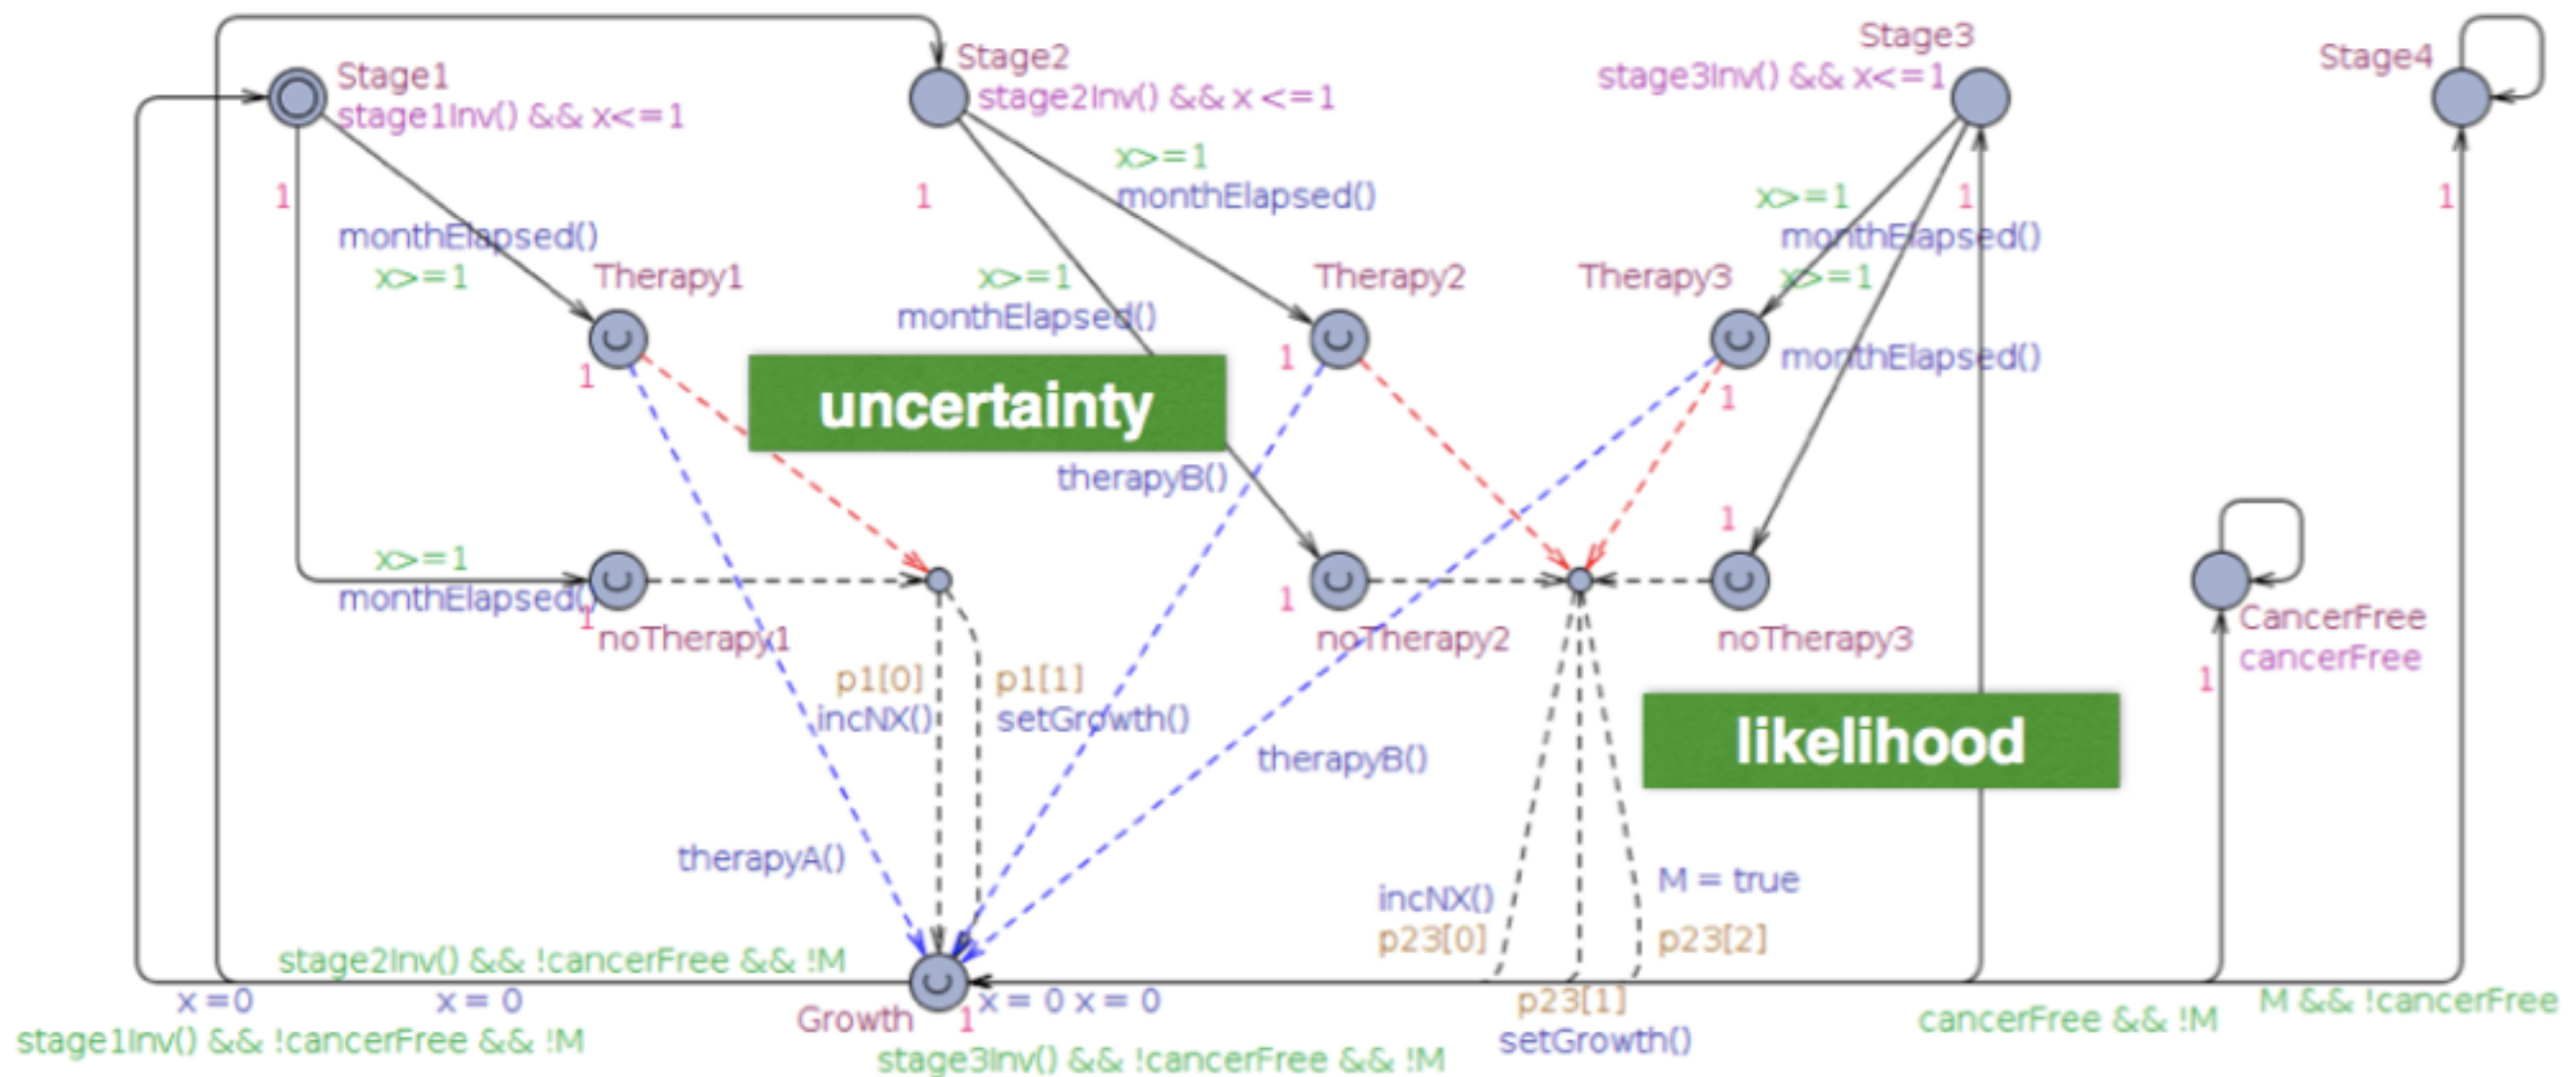 Stage3
Stage2
Stage4
Stage1
stage3Inv() && x<=1
stage2Inv() && x <=1
stage1Inv() && x<=1
x>=1
1
1
monthElapsed()
x>=1
1
1
monthElapsed()
monthElapsed()
x>=1
Therapy1
x>=1
Therapy2
Therapy3
x>=1
monthElapsed()
1
1
monthElapsed()
1
uncertainty
therapyB()
1
x>=1
monthElapsed()
1
noTherapy1
1
noTherapy2
noTherapy3
CancerFree
cancerFree
1
p1[0]
incNX()
p1[1]
setGrowth()
likelihood
therapyB()
therapyA()
incNX()
p23[0]
M = true
p23[2]
stage2Inv() && !cancerFree && !M
x =0
x = 0
Growth
1
x = 0 x = 0
p23[1]
setGrowth()
cancerFree && !M
M && !cancerFree
stage1Inv() && !cancerFree && !M
stage3Inv() && !cancerFree && !M